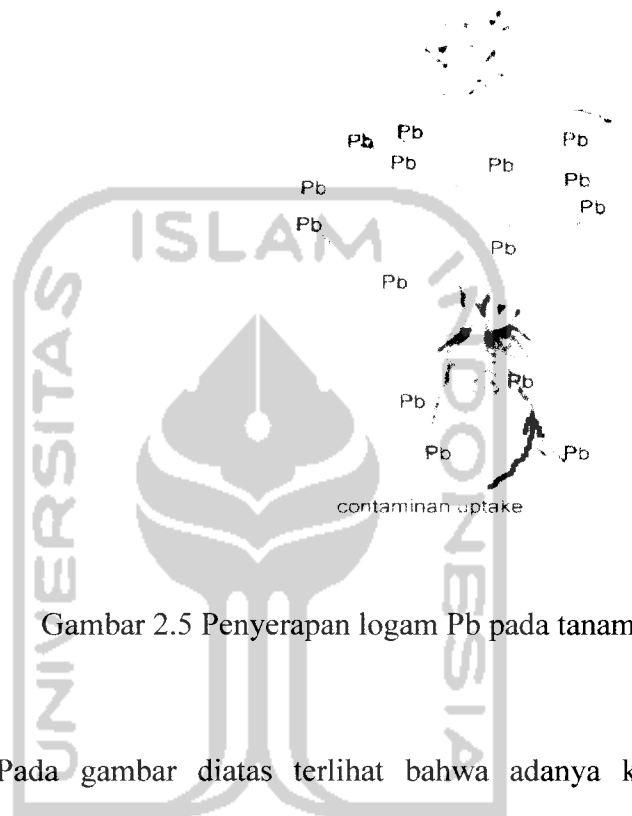 Pb Pb Pb
Pb Pb
Pb Pb
Pb
Pb
Pb
Pb
Pb
Pb
Pb Pb
contaminan uptake
ISLAM
UNIVERSITAS
INDONESIA
Gambar 2.5 Penyerapan logam Pb pada tanam
Pada gambar diatas terlihat bahwa adanya k